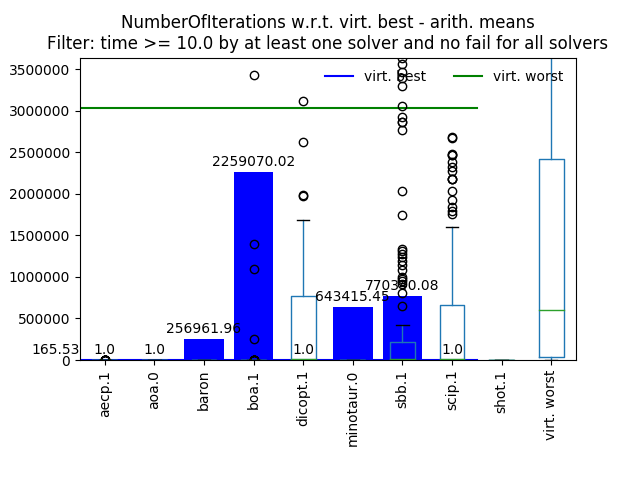 NumberOfIterations w.r.t. virt. best - arith. means
Filter: time >= 10.0 by at least one solver and no fail for all solvers
virt. best
virt. worst
3500000
3000000
2500000
2000000
1500000
1000000
500000
0
2259070.02
770340.08
643415.45
256961.96
165.53
1.0
1.0
1.0
1.0
aecp.1
aoa.0
baron
boa.1
dicopt.1
minotaur.0
sbb.1
scip.1
shot.1
virt. worst